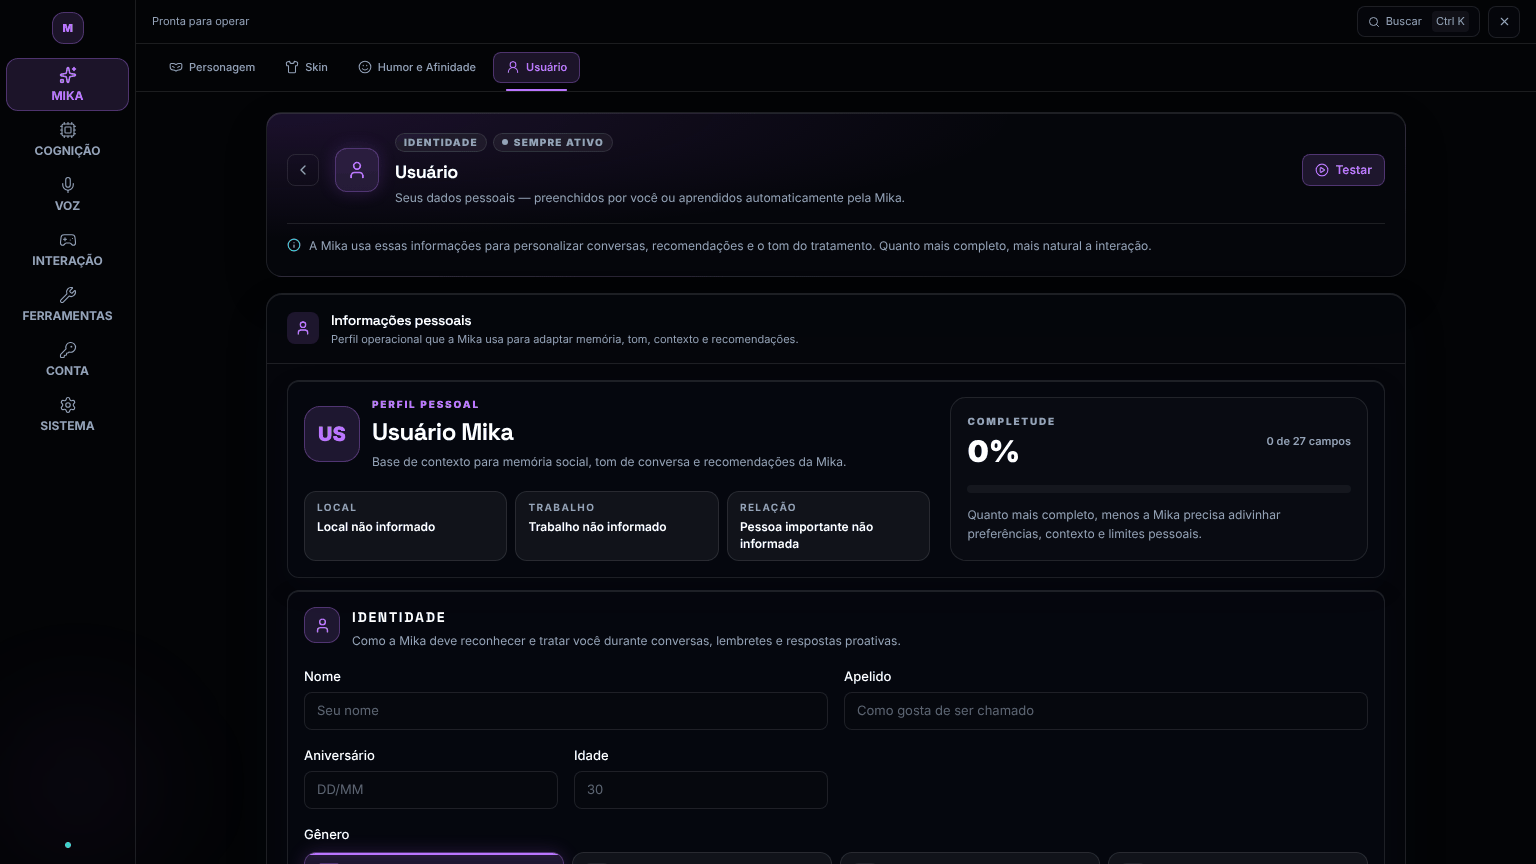 M
Pronta para operar
Buscar
Ctrl K
MIKA
COGNIÇÃO
VOZ
INTERAÇÃO
FERRAMENTAS
CONTA
SISTEMA
Personagem
Skin
Humor e Afinidade
Usuário
IDENTIDADE
SEMPRE ATIVO
Usuário
Seus dados pessoais — preenchidos por você ou aprendidos automaticamente pela Mika.
Testar
A Mika usa essas informações para personalizar conversas, recomendações e o tom do tratamento. Quanto mais completo, mais natural a interação.
Informações pessoais
Perfil operacional que a Mika usa para adaptar memória, tom, contexto e recomendações.
US
PERFIL PESSOAL
Usuário Mika
Base de contexto para memória social, tom de conversa e recomendações da Mika.
LOCAL
Local não informado
TRABALHO
Trabalho não informado
RELAÇÃO
Pessoa importante não
informada
COMPLETUDE
0%
0 de 27 campos
Quanto mais completo, menos a Mika precisa adivinhar
preferências, contexto e limites pessoais.
IDENTIDADE
Como a Mika deve reconhecer e tratar você durante conversas, lembretes e respostas proativas.
Nome
Seu nome
Apelido
Como gosta de ser chamado
Aniversário
DD/MM
Idade
30
Gênero